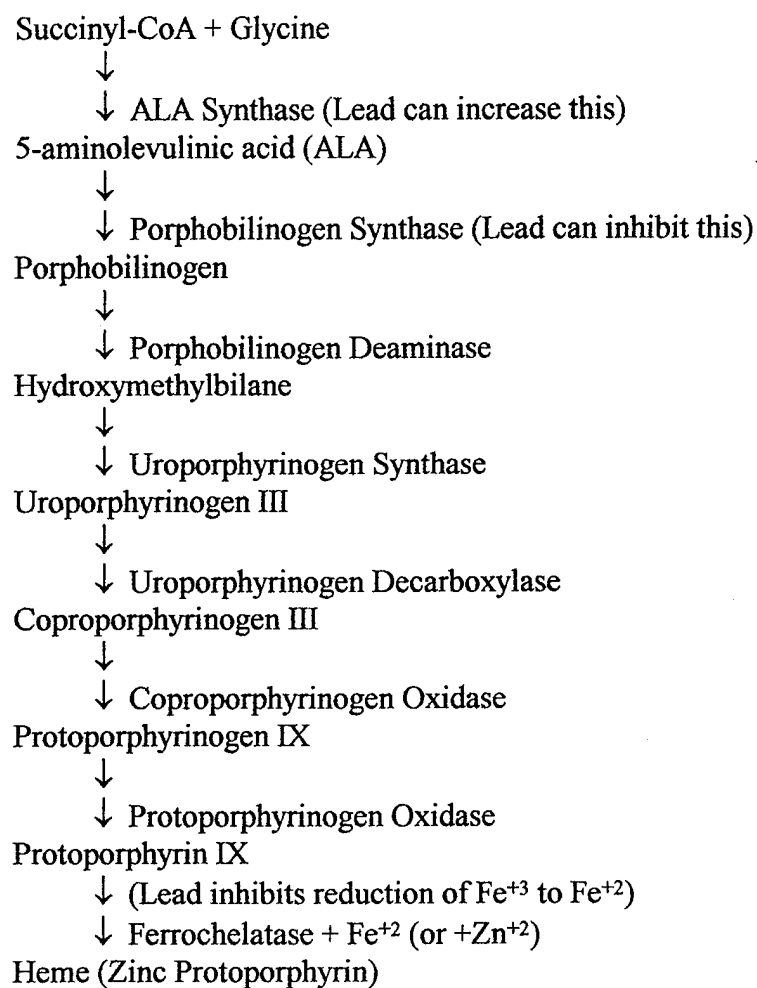 Succinyl-CoA + Glycine
↓
↓ ALA Synthase (Lead can increase this)
5-aminolevulinic acid (ALA)
↓
↓ Porphobilinogen Synthase (Lead can inhibit this)
Porphobilinogen
↓
↓ Porphobilinogen Deaminase
Hydroxymethylbilane
↓
↓ Uroporphyrinogen Synthase
Uroporphyrinogen III
↓
↓ Uroporphyrinogen Decarboxylase
Coproporphyrinogen III
↓
↓ Coproporphyrinogen Oxidase
Protoporphyrinogen IX
↓
↓ Protoporphyrinogen Oxidase
Protoporphyrin IX
↓ (Lead inhibits reduction of Fe⁺³ to Fe⁺²)
↓ Ferrochelatase + Fe⁺² (or +Zn⁺²)
Heme (Zinc Protoporphyrin)